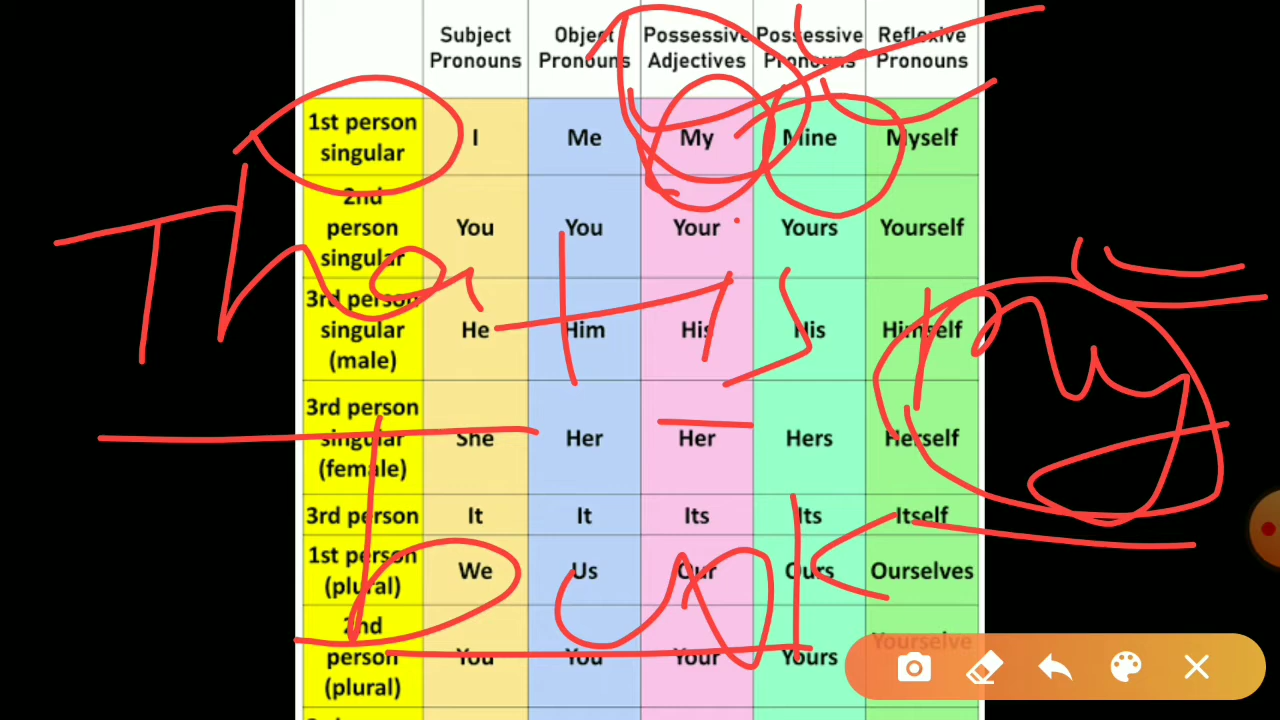 Subject Pronouns Object Pronouns Possessive Adjectives Possessive Pronouns Reflexive Pronouns
1st person singular I Me My Mine Myself
2nd person singular You You Your Yours Yourself
3rd person singular (male) He Him His His Himself
3rd person singular (female) She Her Her Hers Herself
3rd person It It Its Its Itself
1st person (plural) We Us Our Ours Ourselves
2nd person (plural) You You Your Yours Yourselve
That is
my